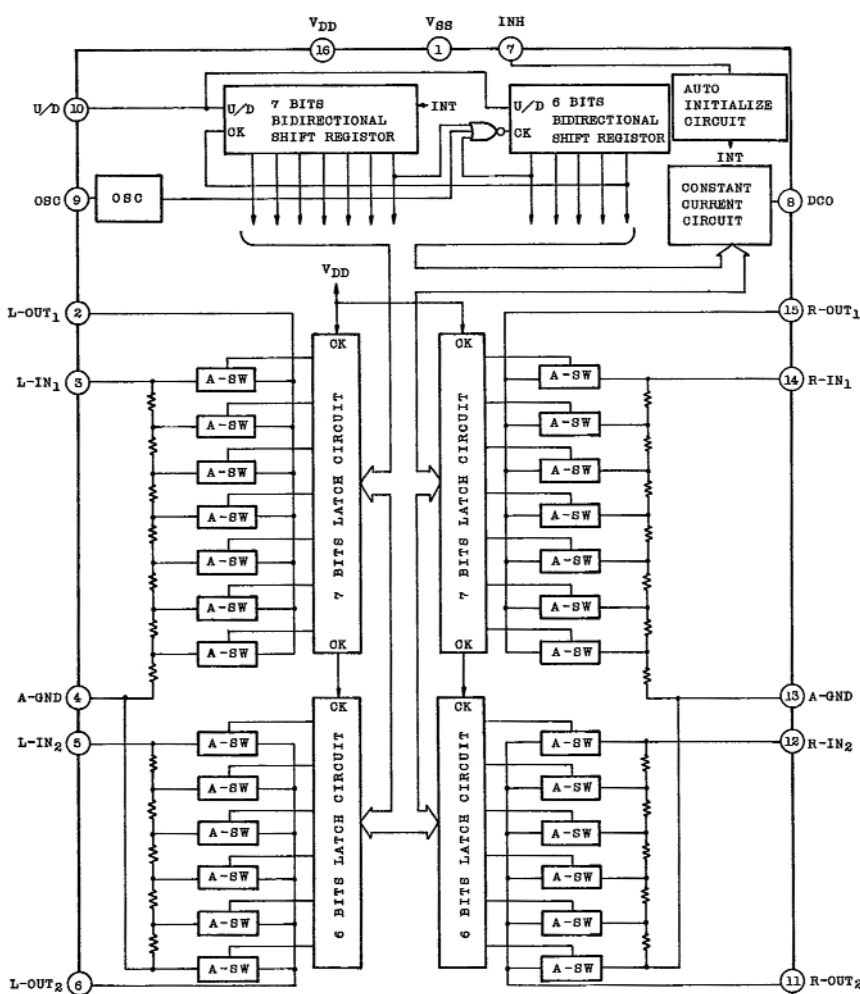 VDD
VSS
INH
16
1
7
U/D
10
U/D
CK
7 BITS
BIDIRECTIONAL
SHIFT REGISTOR
INT
U/D
CK
6 BITS
BIDIRECTIONAL
SHIFT REGISTOR
AUTO
INITIALIZE
CIRCUIT
INT
OSC
9
OSC
CONSTANT
CURRENT
CIRCUIT
8
DCO
VDD
L-OUT1
2
15
R-OUT1
L-IN1
3
14
R-IN1
A-SW
A-SW
A-SW
A-SW
A-SW
A-SW
A-SW
CK
7 BITS LATCH CIRCUIT
CK
CK
7 BITS LATCH CIRCUIT
CK
A-SW
A-SW
A-SW
A-SW
A-SW
A-SW
A-SW
A-GND
4
13
A-GND
L-IN2
5
12
R-IN2
A-SW
A-SW
A-SW
A-SW
A-SW
A-SW
CK
6 BITS LATCH CIRCUIT
CK
6 BITS LATCH CIRCUIT
A-SW
A-SW
A-SW
A-SW
A-SW
A-SW
L-OUT2
6
11
R-OUT2